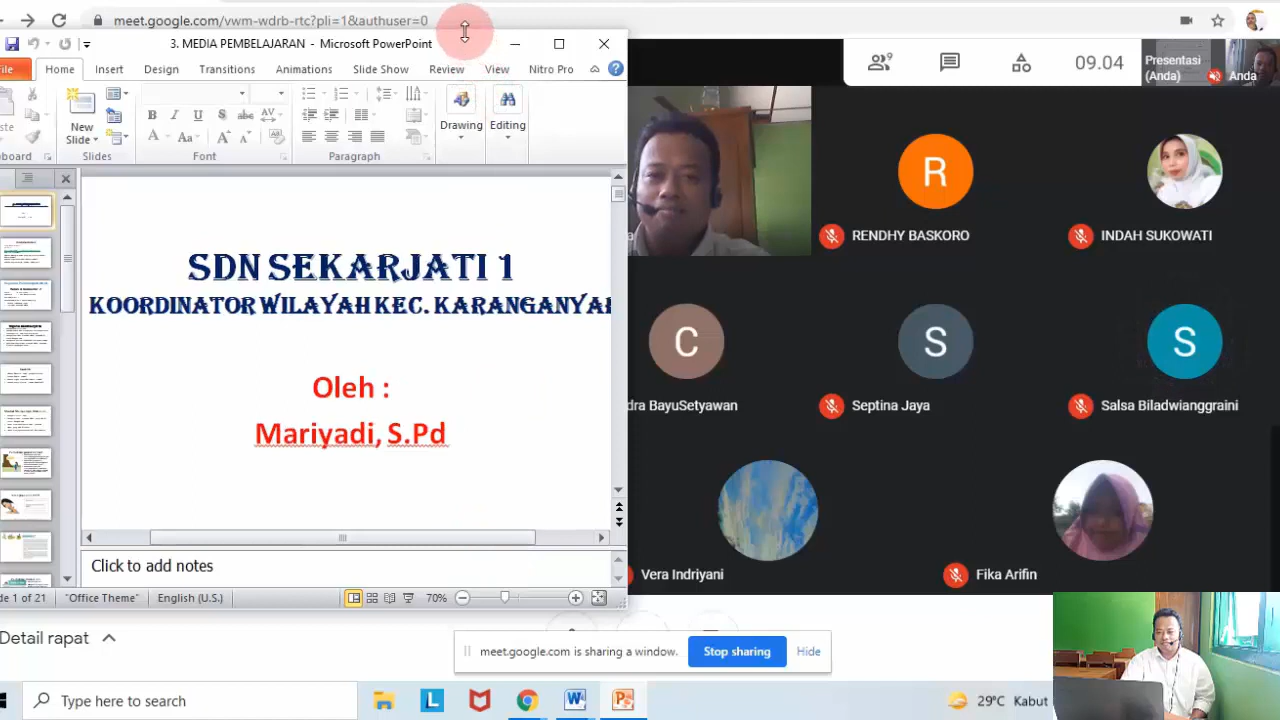 meet.google.com/vwm-wdrb-rtc?pli=1&authuser=0
3. MEDIA PEMBELAJARAN - Microsoft PowerPoint
File
Home
Insert
Design
Transitions
Animations
Slide Show
Review
View
Nitro Pro
New
Slide
Slides
Font
Paragraph
Drawing
Editing
SDN SEKARJATI 1
KOORDINATOR WILAYAH KEC. KARANGANYAR
Oleh :
Mariyadi, S.Pd
Click to add notes
de 1 of 21
"Office Theme"
English (U.S.)
70%
9
09.04
Presentasi
(Anda)
Anda
R
RENDHY BASKORO
INDAH SUKOWATI
C
dra BayuSetyawan
S
Septina Jaya
S
Salsa Biladwianggraini
Vera Indriyani
Fika Arifin
Detail rapat
meet.google.com is sharing a window.
Stop sharing
Hide
Type here to search
L
W
P
29°C Kabut